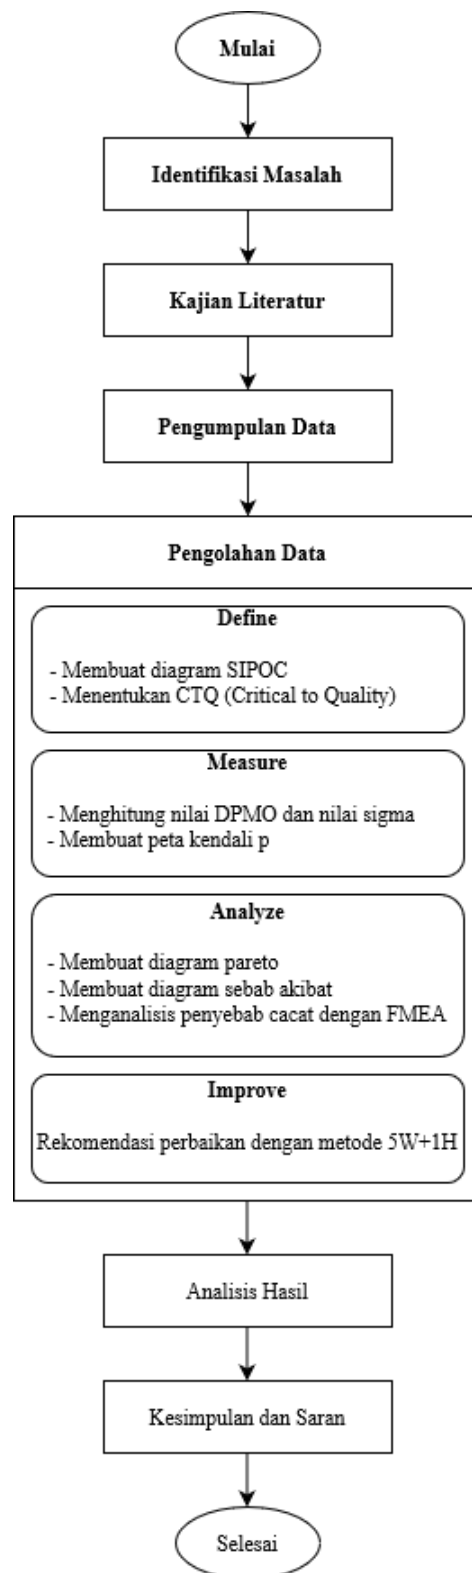 Mulai
Identifikasi Masalah
Kajian Literatur
Pengumpulan Data
Pengolahan Data
Define
- Membuat diagram SIPOC
- Menentukan CTQ (Critical to Quality)
Measure
- Menghitung nilai DPMO dan nilai sigma
- Membuat peta kendali p
Analyze
- Membuat diagram pareto
- Membuat diagram sebab akibat
- Menganalisis penyebab cacat dengan FMEA
Improve
Rekomendasi perbaikan dengan metode 5W+1H
Analisis Hasil
Kesimpulan dan Saran
Selesai